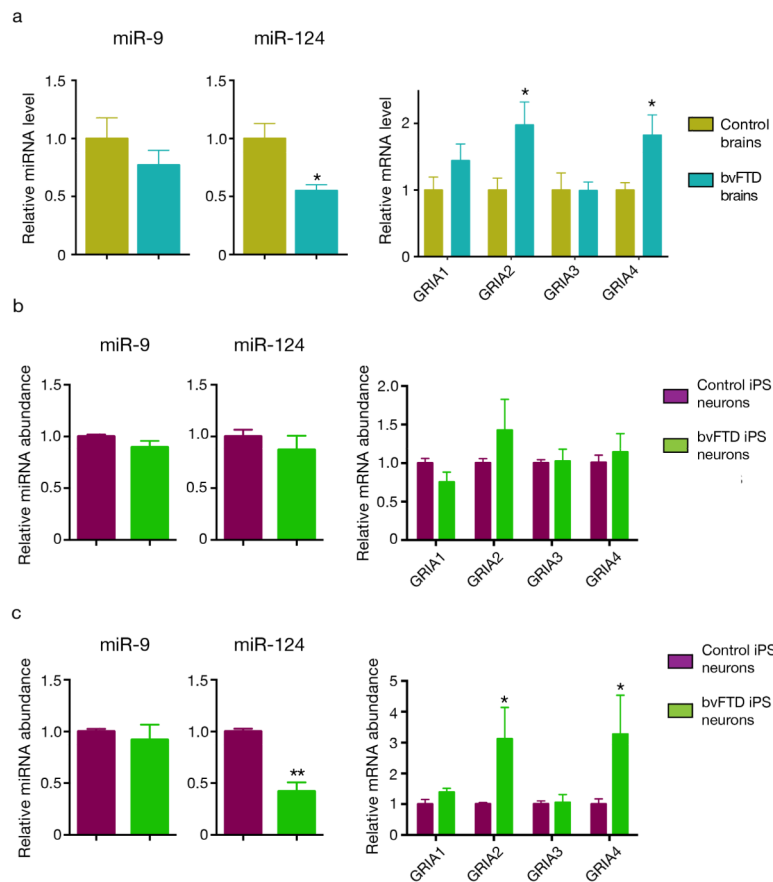 a
miR-9
miR-124
Relative miRNA level
1.5
1.0
0.5
0
1.5
1.0
0.5
0
*
Relative mRNA level
2
1
0
*
*
GRIA1
GRIA2
GRIA3
GRIA4
Control
brains
bvFTD
brains
b
miR-9
miR-124
Relative miRNA abundance
1.5
1.0
0.5
0
1.5
1.0
0.5
0
Relative mRNA abundance
2.0
1.5
1.0
0.5
0
GRIA1
GRIA2
GRIA3
GRIA4
Control iPS
neurons
bvFTD iPS
neurons
c
miR-9
miR-124
Relative miRNA abundance
1.5
1.0
0.5
0
1.5
1.0
0.5
0
**
Relative mRNA abundance
5
4
3
2
1
0
*
*
GRIA1
GRIA2
GRIA3
GRIA4
Control iPS
neurons
bvFTD iPS
neurons